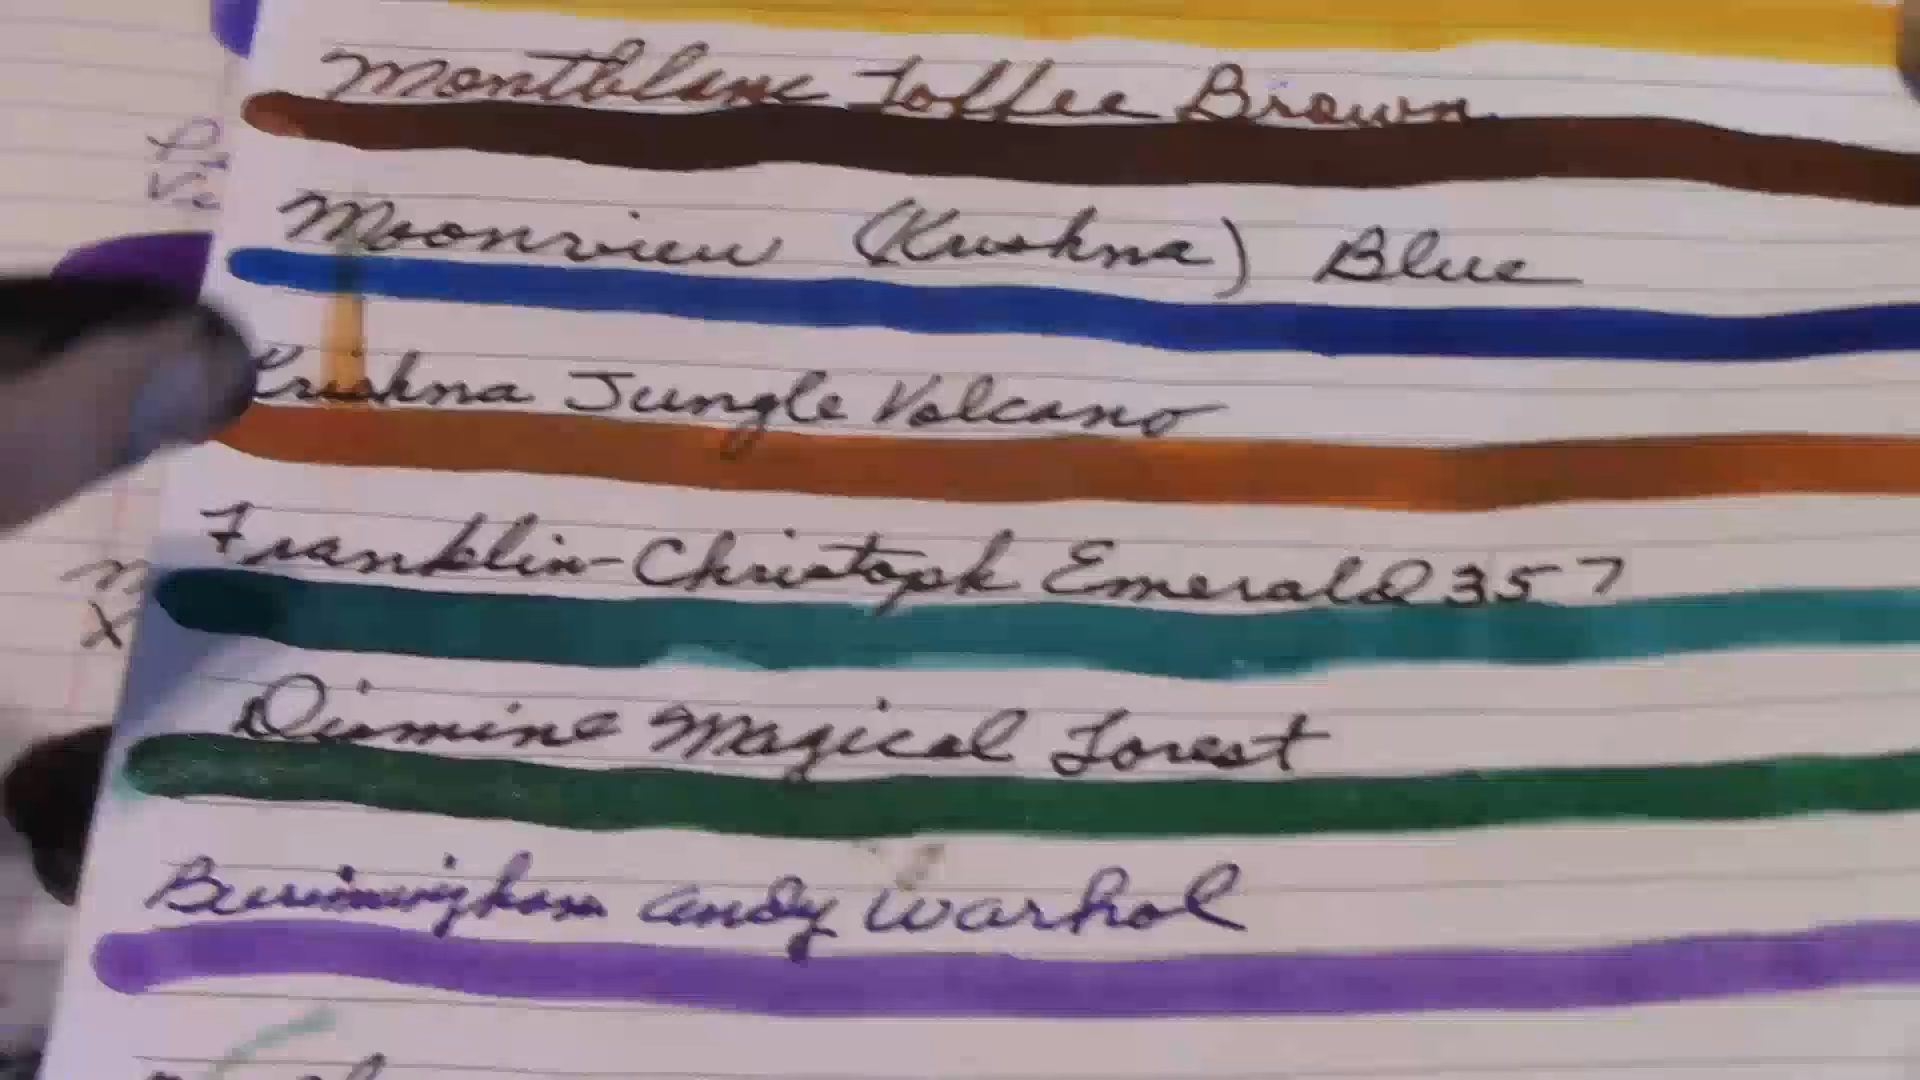 Montblanc Toffee Brown
Moonview (Krishna) Blue
Krishna Jungle Volcano
Franklin-Christoph Emerald 357
Diamine Magical Forest
Birmingham Andy Warhol